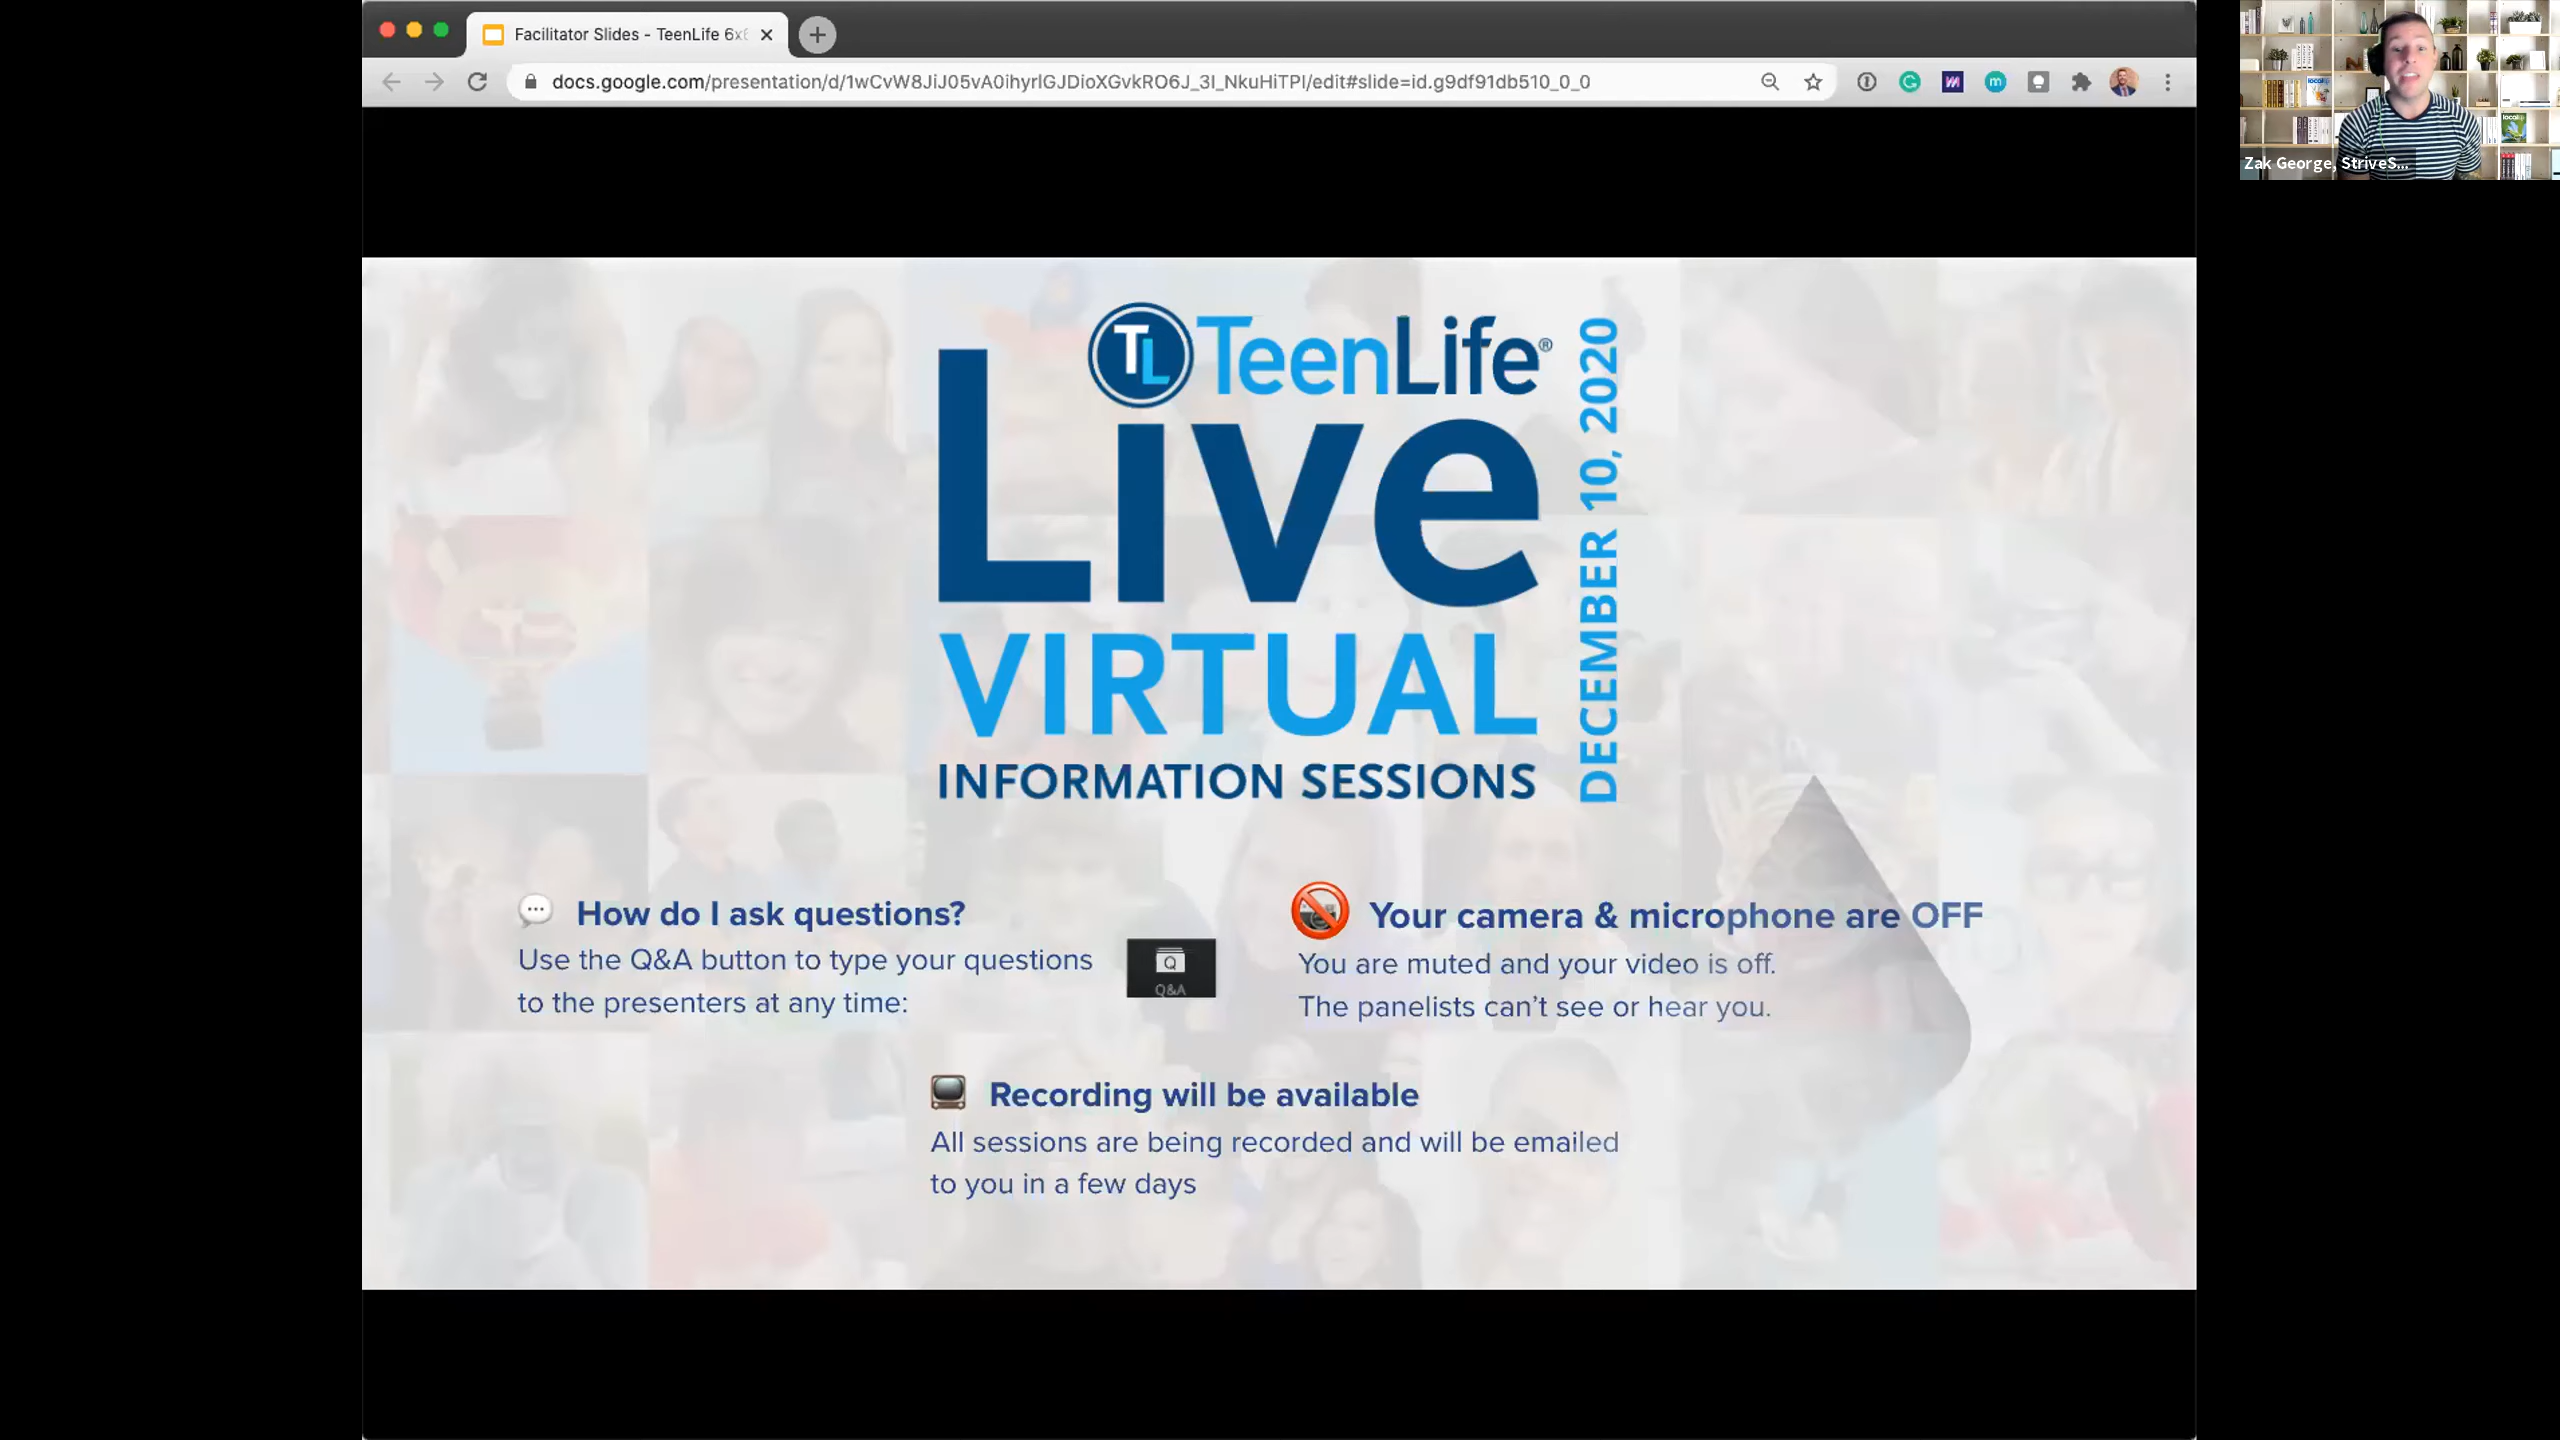 Facilitator Slides - TeenLife 6x
docs.google.com/presentation/d/1wCvW8JiJ05vA0ihyrlGJDioXGvkRO6J_3I_NkuHiTPI/edit#slide=id.g9df91db510_0_0
Zak George, StriveS...
TL TeenLife®
Live
VIRTUAL
INFORMATION SESSIONS
DECEMBER 10, 2020
How do I ask questions?
Use the Q&A button to type your questions
to the presenters at any time:
Q
Q&A
Your camera & microphone are OFF
You are muted and your video is off.
The panelists can't see or hear you.
Recording will be available
All sessions are being recorded and will be emailed
to you in a few days